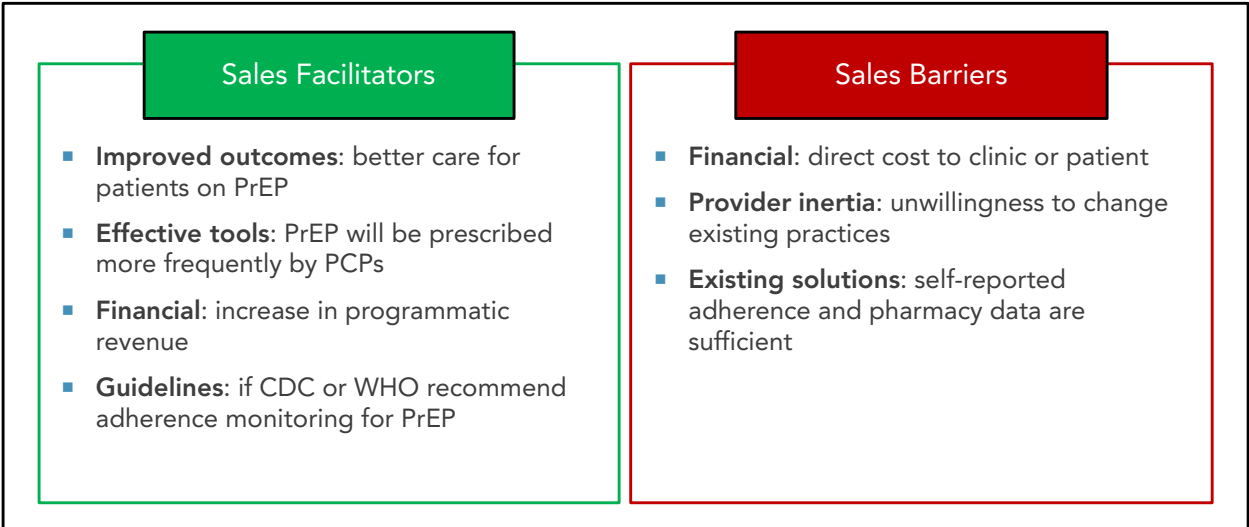 Sales Facilitators
▪ Improved outcomes: better care for
patients on PrEP
▪ Effective tools: PrEP will be prescribed
more frequently by PCPs
▪ Financial: increase in programmatic
revenue
▪ Guidelines: if CDC or WHO recommend
adherence monitoring for PrEP
Sales Barriers
▪ Financial: direct cost to clinic or patient
▪ Provider inertia: unwillingness to change
existing practices
▪ Existing solutions: self-reported
adherence and pharmacy data are
sufficient